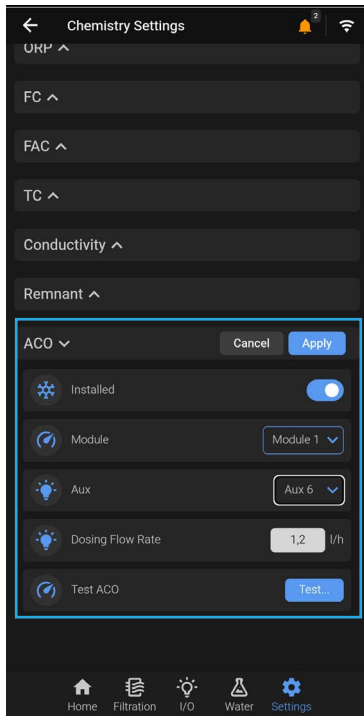 Chemistry Settings
2
ORP
FC
FAC
TC
Conductivity
Remnant
ACO Cancel Apply
Installed
Module Module 1
Aux Aux 6
Dosing Flow Rate 1,2 l/h
Test ACO Test...
Home Filtration I/O Water Settings